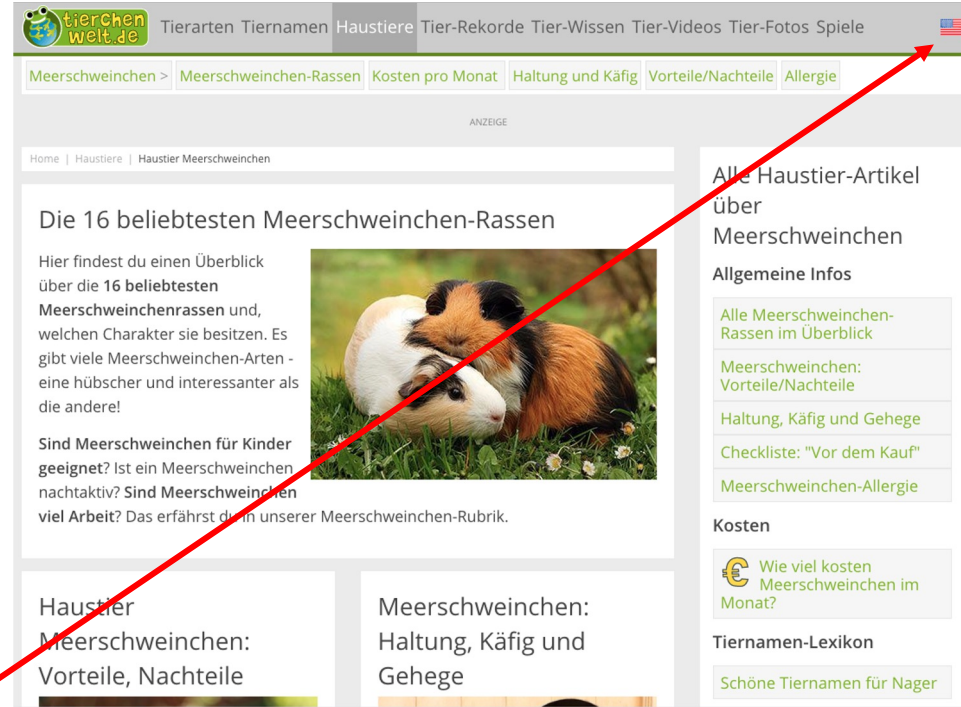 tierchen
welt.de
Tierarten Tiernamen Haustiere Tier-Rekorde Tier-Wissen Tier-Videos Tier-Fotos Spiele
Meerschweinchen > Meerschweinchen-Rassen Kosten pro Monat Haltung und Käfig Vorteile/Nachteile Allergie
ANZEIGE
Home | Haustiere | Haustier Meerschweinchen
Die 16 beliebtesten Meerschweinchen-Rassen
Hier findest du einen Überblick
über die 16 beliebtesten
Meerschweinchenrassen und,
welchen Charakter sie besitzen. Es
gibt viele Meerschweinchen-Arten -
eine hübscher und interessanter als
die andere!
Sind Meerschweinchen für Kinder
geeignet? Ist ein Meerschweinchen
nachtaktiv? Sind Meerschweinchen
viel Arbeit? Das erfährst du in unserer Meerschweinchen-Rubrik.
Haustier
Meerschweinchen:
Vorteile, Nachteile
Meerschweinchen:
Haltung, Käfig und
Gehege
Alle Haustier-Artikel
über
Meerschweinchen
Allgemeine Infos
Alle Meerschweinchen-
Rassen im Überblick
Meerschweinchen:
Vorteile/Nachteile
Haltung, Käfig und Gehege
Checkliste: "Vor dem Kauf"
Meerschweinchen-Allergie
Kosten
Wie viel kosten
Meerschweinchen im
Monat?
Tiernamen-Lexikon
Schöne Tiernamen für Nager